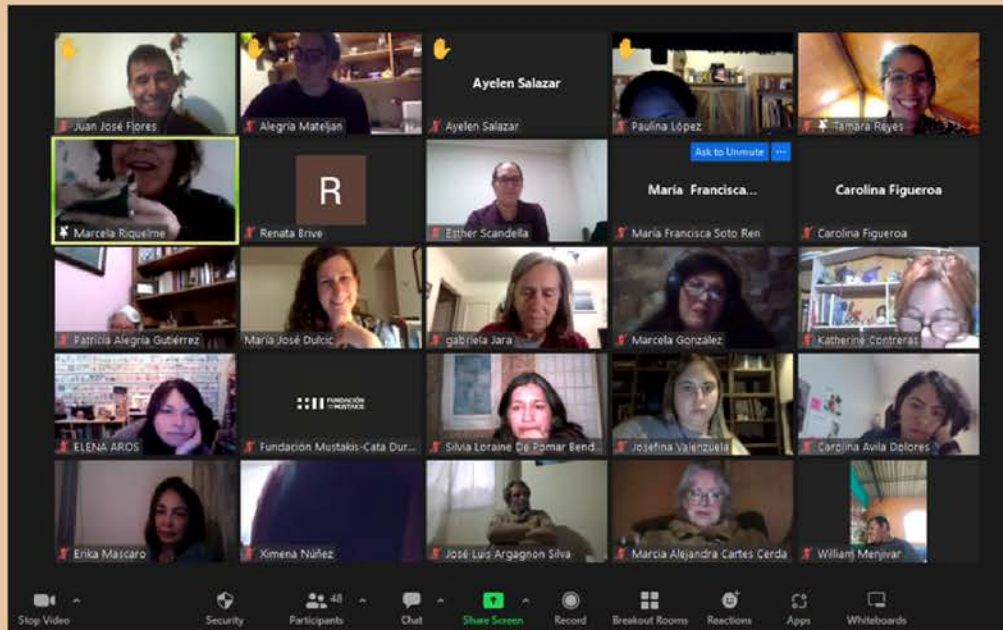 Juan José Flores
Alegría Mateljan
Ayelen Salazar
Ayelen Salazar
Paulina López
Tamara Reyes
Marcela Riquelme
R
Renata Brive
Esther Scandella
Ask to Unmute ...
María Francisca...
María Francisca Soto Ren
Carolina Figueroa
Carolina Figueroa
Patricia Alegría Gutiérrez
María José Dulcic
gabriela Jara
Marcela González
Katherine Contreras
ELENA AROS
FUNDACIÓN
MUSTAKIS
Fundación Mustakis-Cata Dur...
Silvia Loraine De Pomar Bend...
Josefina Valenzuela
Carolina Avila Dolores
Erika Mascaro
Ximena Núñez
José Luis Argagnon Silva
Marcia Alejandra Cartes Cerda
William Menjivar
48
Stop Video
Security
Participants
Chat
Share Screen
Record
Breakout Rooms
Reactions
Apps
Whiteboards